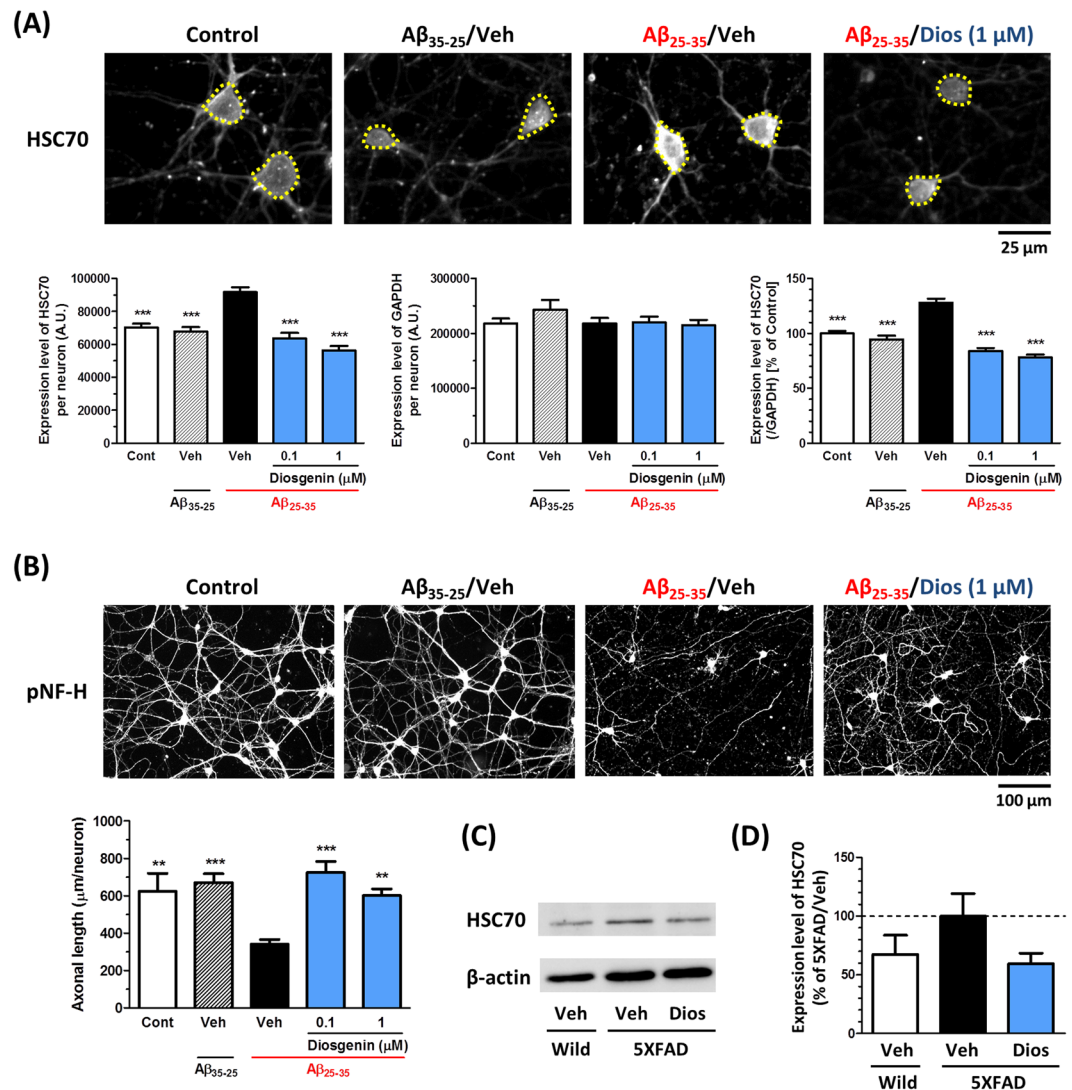 (A)
Control
Aβ35-25/Veh
Aβ25-35/Veh
Aβ25-35/Dios (1 μM)
HSC70
25 μm
Expression level of HSC70
per neuron (A.U.)
100000
80000
60000
40000
20000
0
***
***
***
***
Cont
Veh
Veh
0.1
1
Diosgenin (μM)
Aβ35-25
Aβ25-35
Expression level of GAPDH
per neuron (A.U.)
300000
200000
100000
0
Cont
Veh
Veh
0.1
1
Diosgenin (μM)
Aβ35-25
Aβ25-35
Expression level of HSC70
(/GAPDH) [% of Control]
150
100
50
0
***
***
***
***
Cont
Veh
Veh
0.1
1
Diosgenin (μM)
Aβ35-25
Aβ25-35
(B)
Control
Aβ35-25/Veh
Aβ25-35/Veh
Aβ25-35/Dios (1 μM)
pNF-H
100 μm
Axonal length (μm/neuron)
1000
800
600
400
200
0
**
***
***
**
Cont
Veh
Veh
0.1
1
Diosgenin (μM)
Aβ35-25
Aβ25-35
(C)
HSC70
β-actin
Veh
Veh
Dios
Wild
5XFAD
(D)
Expression level of HSC70
(% of 5XFAD/Veh)
150
100
50
0
Veh
Veh
Dios
Wild
5XFAD